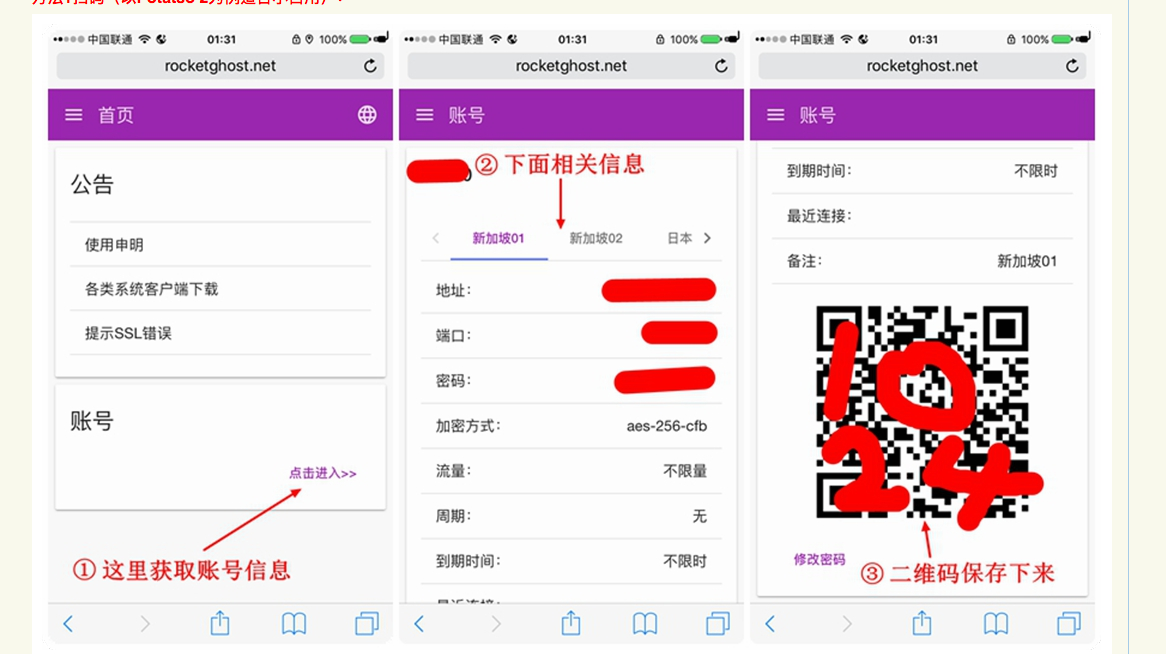 中国联通 01:31 100%
rocketghost.net
首页
公告
使用申明
各类系统客户端下载
提示SSL错误
账号
点击进入>>
① 这里获取账号信息
中国联通 01:31 100%
rocketghost.net
账号
② 下面相关信息
新加坡01 新加坡02 日本
地址:
端口:
密码:
加密方式: aes-256-cfb
流量: 不限量
周期: 无
到期时间: 不限时
最近连接:
中国联通 01:31 100%
rocketghost.net
账号
到期时间: 不限时
最近连接:
备注: 新加坡01
10
24
修改密码
③ 二维码保存下来